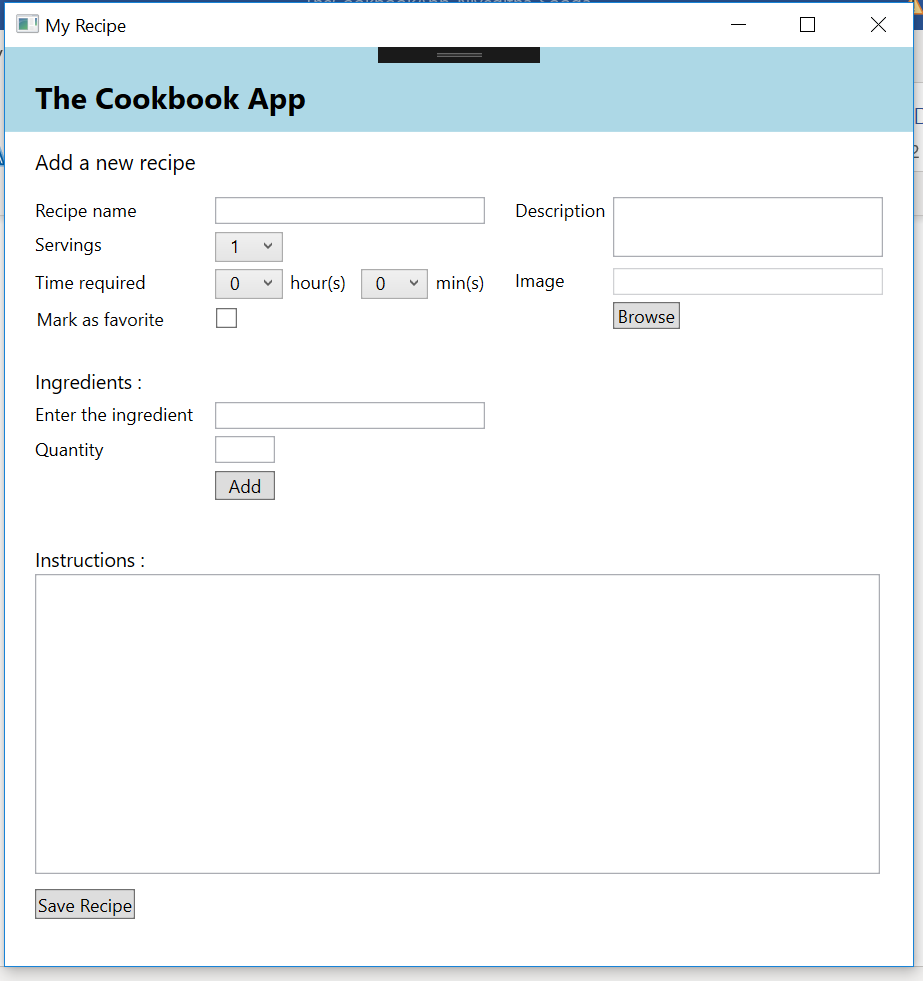 My Recipe
The Cookbook App
Add a new recipe
Recipe name
Description
Servings
1
Time required
0
hour(s)
0
min(s)
Image
Mark as favorite
Browse
Ingredients :
Enter the ingredient
Quantity
Add
Instructions :
Save Recipe